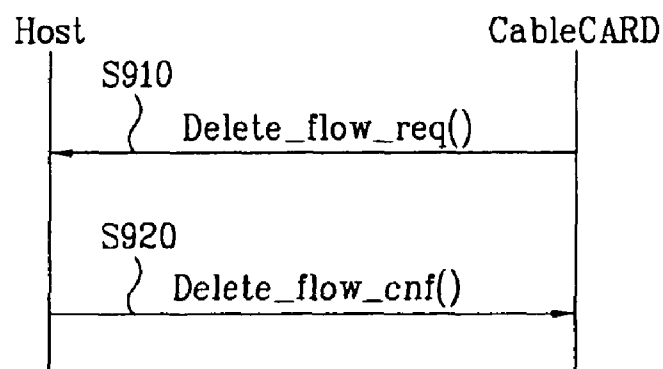 Host
CableCARD
S910
Delete_flow_req()
S920
Delete_flow_cnf()